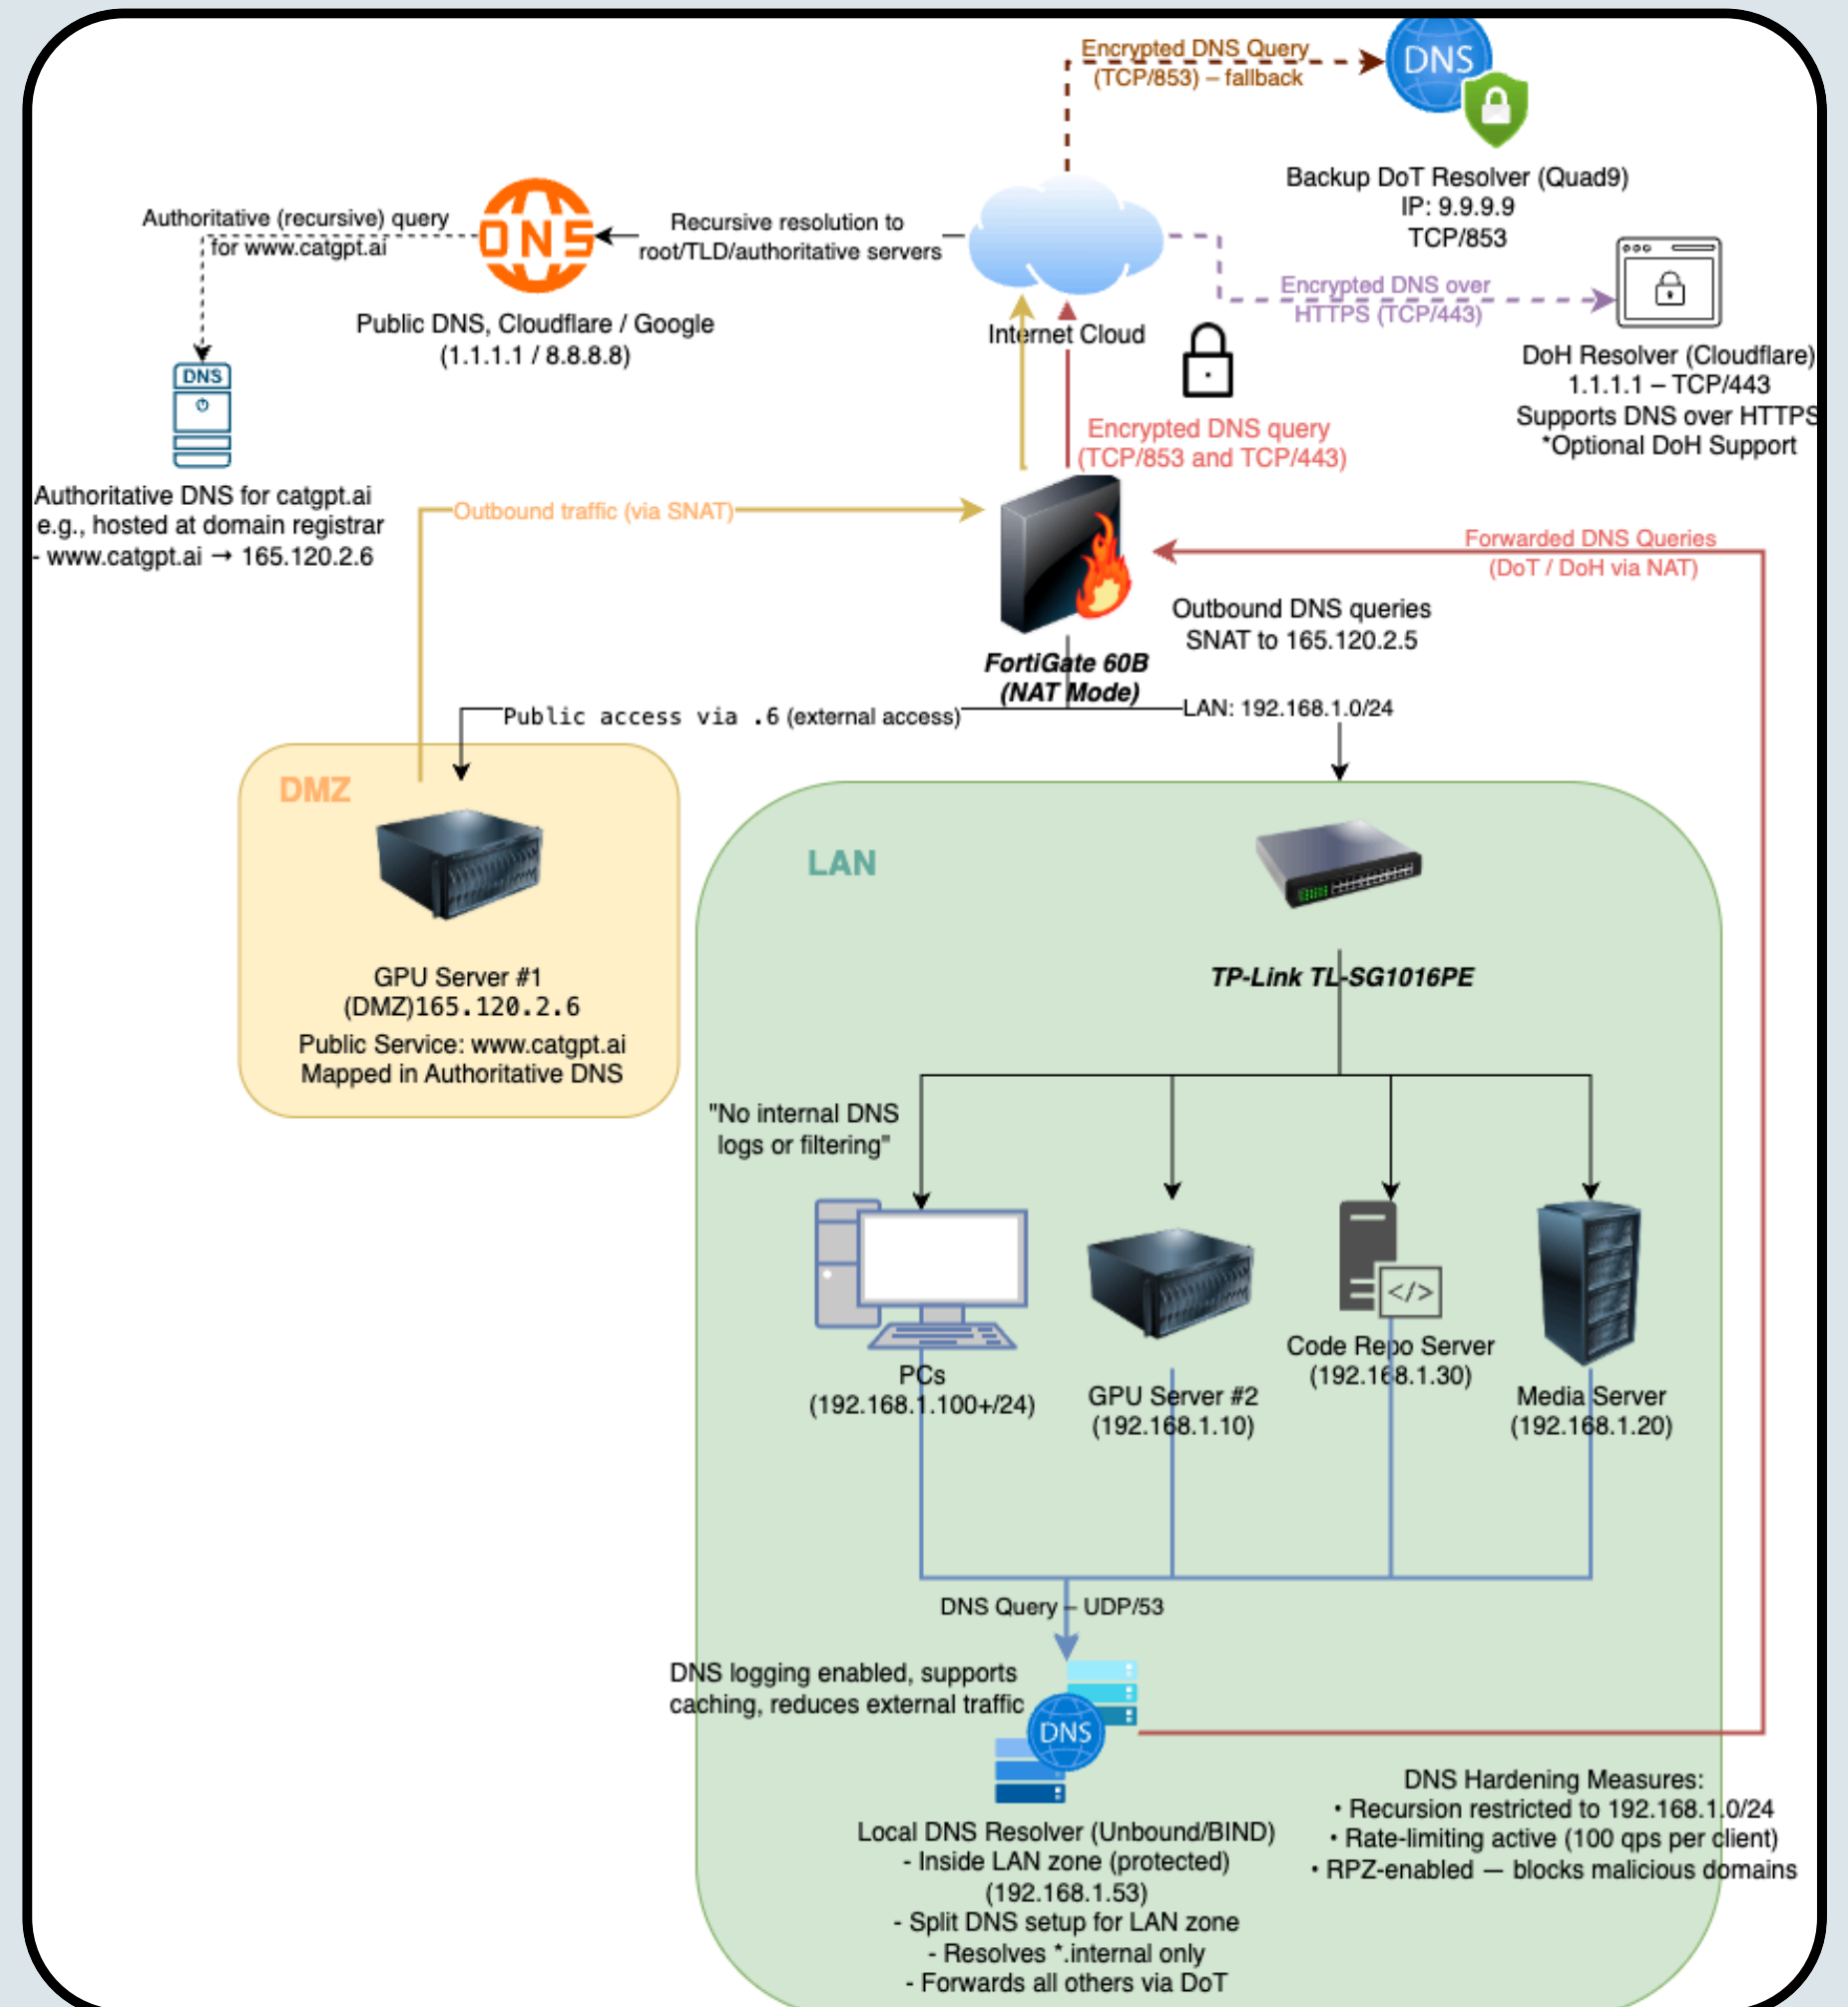 Encrypted DNS Query
(TCP/853) – fallback
DNS
Backup DoT Resolver (Quad9)
IP: 9.9.9.9
TCP/853
Authoritative (recursive) query
for www.catgpt.ai
DNS
Recursive resolution to
root/TLD/authoritative servers
Public DNS, Cloudflare / Google
(1.1.1.1 / 8.8.8.8)
Internet Cloud
Encrypted DNS over
HTTPS (TCP/443)
DoH Resolver (Cloudflare)
1.1.1.1 – TCP/443
Supports DNS over HTTPS
*Optional DoH Support
DNS
Authoritative DNS for catgpt.ai
e.g., hosted at domain registrar
- www.catgpt.ai → 165.120.2.6
Encrypted DNS query
(TCP/853 and TCP/443)
Outbound traffic (via SNAT)
Forwarded DNS Queries
(DoT / DoH via NAT)
Outbound DNS queries
SNAT to 165.120.2.5
FortiGate 60B
(NAT Mode)
Public access via .6 (external access)
LAN: 192.168.1.0/24
DMZ
GPU Server #1
(DMZ)165.120.2.6
Public Service: www.catgpt.ai
Mapped in Authoritative DNS
LAN
TP-Link TL-SG1016PE
"No internal DNS
logs or filtering"
PCs
(192.168.1.100+/24)
GPU Server #2
(192.168.1.10)
</>
Code Repo Server
(192.168.1.30)
Media Server
(192.168.1.20)
DNS Query – UDP/53
DNS logging enabled, supports
caching, reduces external traffic
DNS
Local DNS Resolver (Unbound/BIND)
- Inside LAN zone (protected)
(192.168.1.53)
- Split DNS setup for LAN zone
- Resolves *.internal only
- Forwards all others via DoT
DNS Hardening Measures:
• Recursion restricted to 192.168.1.0/24
• Rate-limiting active (100 qps per client)
• RPZ-enabled — blocks malicious domains